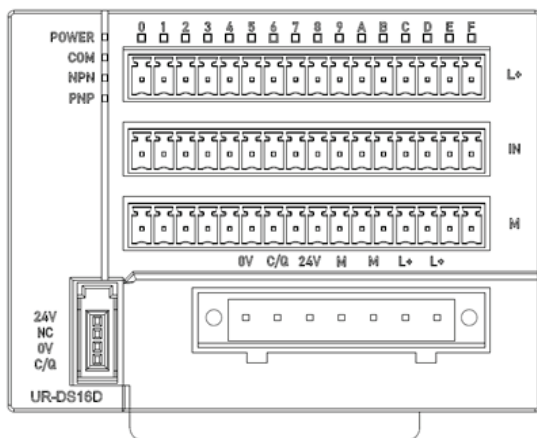 0 1 2 3 4 5 6 7 8 9 A B C D E F
POWER
COM
NPN
PNP
L+
IN
M
0V C/Q 24V M M L+ L+
24V
NC
0V
C/Q
UR-DS16D